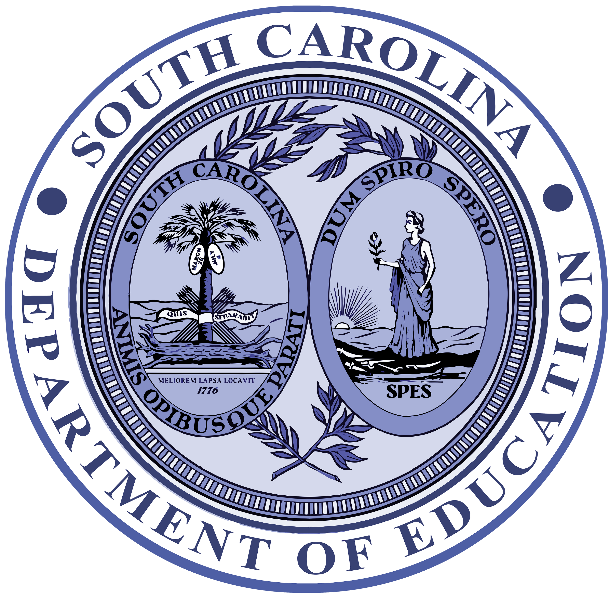 SOUTH CAROLINA
DEPARTMENT OF EDUCATION
SOUTH CAROLINA
ANIMIS OPIBUSQUE PARATI
MELIOREM LAPSA LOCAVIT
1776
DUM SPIRO SPERO
SPES